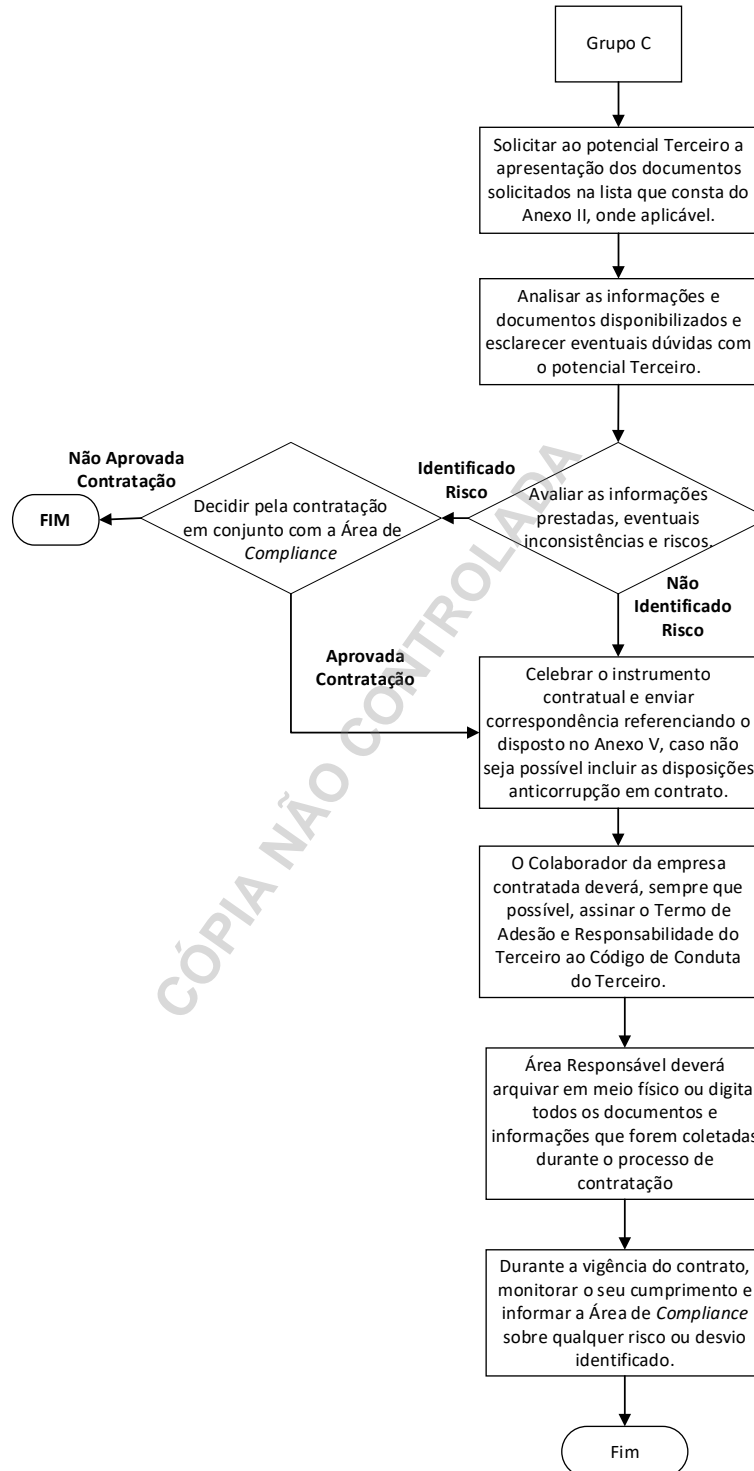 Grupo C
Solicitar ao potencial Terceiro a
apresentação dos documentos
solicitados na lista que consta do
Anexo II, onde aplicável.
Analisar as informações e
documentos disponibilizados e
esclarecer eventuais dúvidas com
o potencial Terceiro.
Avaliar as informações
prestadas, eventuais
inconsistências e riscos.
Identificado
Risco
Decidir pela contratação
em conjunto com a Área de
Compliance
Não Aprovada
Contratação
FIM
Não
Identificado
Risco
Aprovada
Contratação
Celebrar o instrumento
contratual e enviar
correspondência referenciando o
disposto no Anexo V, caso não
seja possível incluir as disposições
anticorrupção em contrato.
O Colaborador da empresa
contratada deverá, sempre que
possível, assinar o Termo de
Adesão e Responsabilidade do
Terceiro ao Código de Conduta
do Terceiro.
Área Responsável deverá
arquivar em meio físico ou digita
todos os documentos e
informações que forem coletadas
durante o processo de
contratação
Durante a vigência do contrato,
monitorar o seu cumprimento e
informar a Área de Compliance
sobre qualquer risco ou desvio
identificado.
Fim
CÓPIA NÃO CONTROLADA